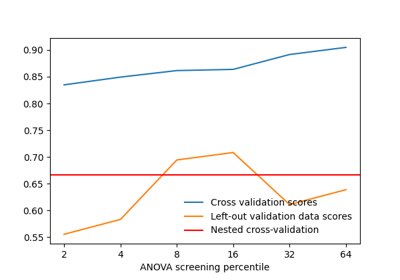 0.90
0.85
0.80
0.75
0.70
0.65
0.60
0.55
Cross validation scores
Left-out validation data scores
Nested cross-validation
2 4 8 16 32 64
ANOVA screening percentile